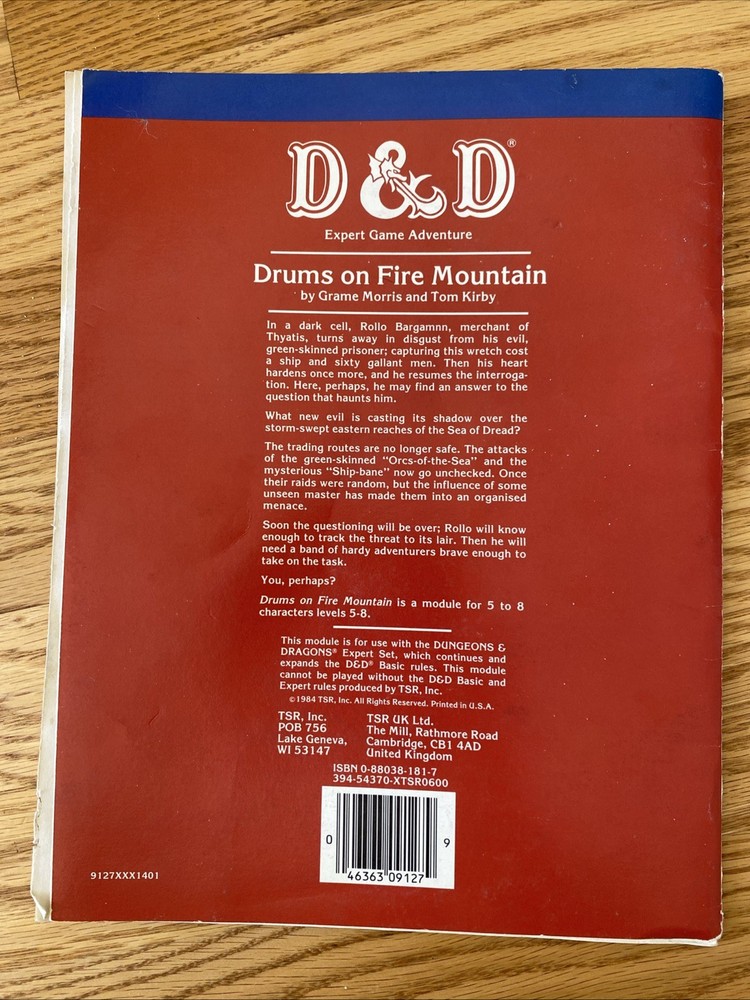 D&D®
Expert Game Adventure
Drums on Fire Mountain
by Grame Morris and Tom Kirby
In a dark cell, Rollo Bargamnn, merchant of
Thyatis, turns away in disgust from his evil,
green-skinned prisoner; capturing this wretch cost
a ship and sixty gallant men. Then his heart
hardens once more, and he resumes the interroga-
tion. Here, perhaps, he may find an answer to the
question that haunts him.
What new evil is casting its shadow over the
storm-swept eastern reaches of the Sea of Dread?
The trading routes are no longer safe. The attacks
of the green-skinned "Orcs-of-the-Sea" and the
mysterious "Ship-bane" now go unchecked. Once
their raids were random, but the influence of some
unseen master has made them into an organised
menace.
Soon the questioning will be over; Rollo will know
enough to track the threat to its lair. Then he will
need a band of hardy adventurers brave enough to
take on the task.
You, perhaps?
Drums on Fire Mountain is a module for 5 to 8
characters levels 5-8.
This module is for use with the DUNGEONS &
DRAGONS® Expert Set, which continues and
expands the D&D® Basic rules. This module
cannot be played without the D&D Basic and
Expert rules produced by TSR, Inc.
©1984 TSR, Inc. All Rights Reserved. Printed in U.S.A.
TSR, Inc. TSR UK Ltd.
POB 756 The Mill, Rathmore Road
Lake Geneva, Cambridge, CB1 4AD
WI 53147 United Kingdom
ISBN 0-88038-181-7
394-54370-XTSR0600
0 9
46363 09127
9127XXX1401